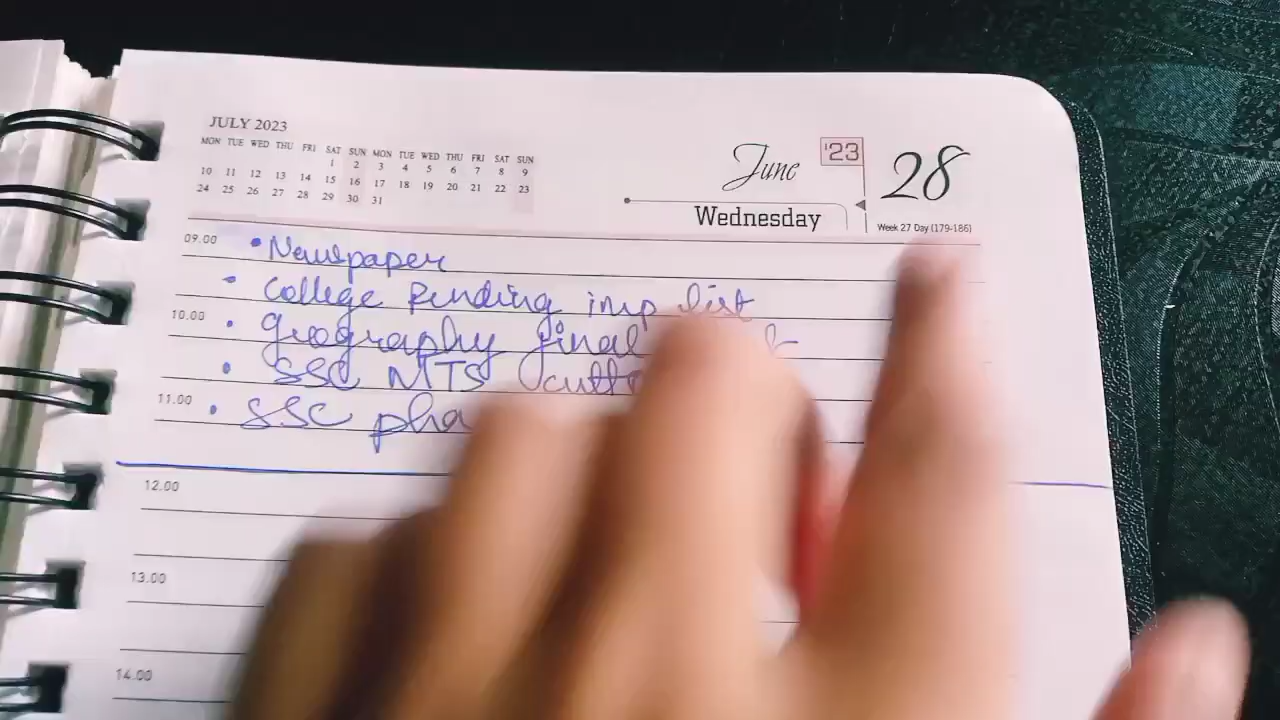 JULY 2023
MON TUE WED THU FRI SAT SUN MON TUE WED THU FRI SAT SUN
1 2 3 4 5 6 7 8 9
10 11 12 13 14 15 16 17 18 19 20 21 22 23
24 25 26 27 28 29 30 31
June '23 28
Wednesday
Week 27 Day (179-186)
09.00 • Newspaper
• College Pending imp list
10.00 • geography final
• SSC MTS
11.00 • SSC
12.00
13.00
14.00